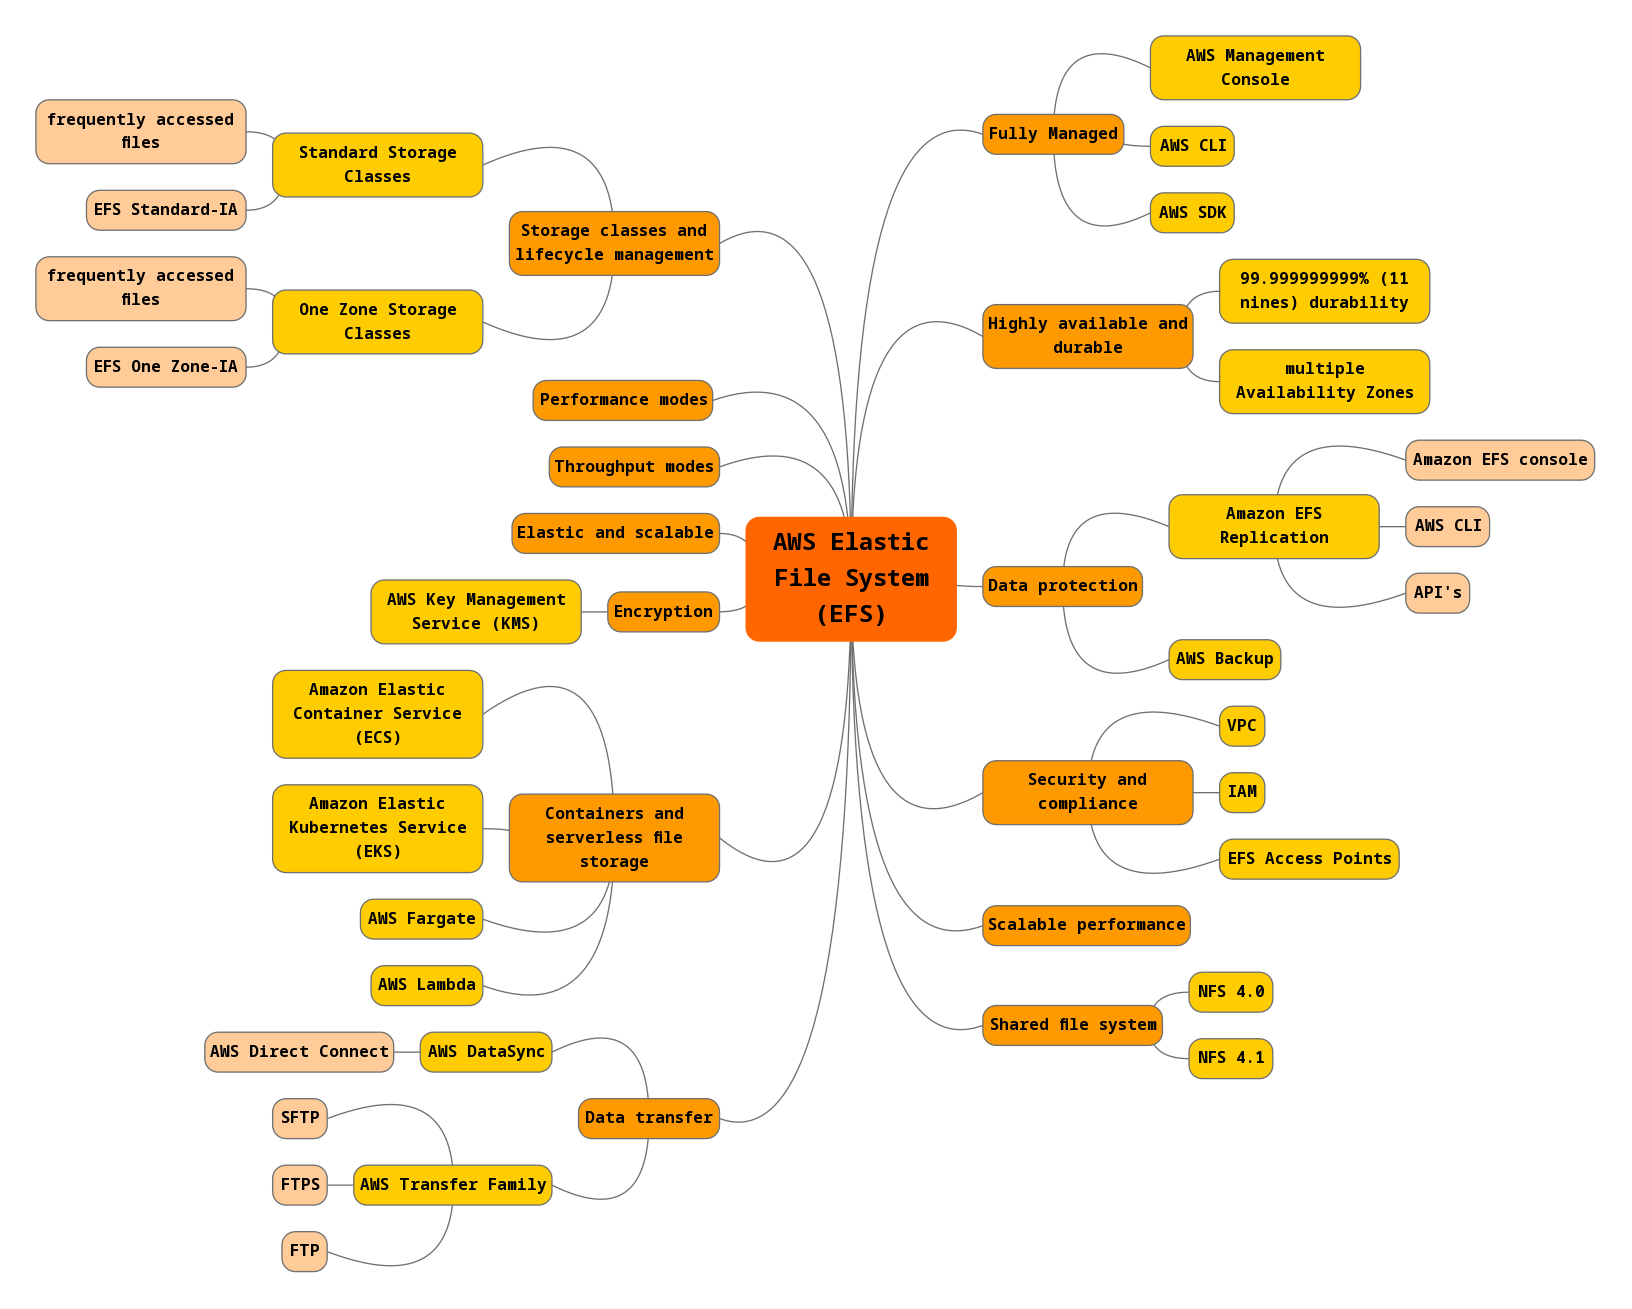 AWS Elastic
File System
(EFS)
Fully Managed
AWS Management
Console
AWS CLI
AWS SDK
Highly available and
durable
99.999999999% (11
nines) durability
multiple
Availability Zones
Data protection
Amazon EFS
Replication
Amazon EFS console
AWS CLI
API's
AWS Backup
Security and
compliance
VPC
IAM
EFS Access Points
Scalable performance
Shared file system
NFS 4.0
NFS 4.1
Storage classes and
lifecycle management
Standard Storage
Classes
frequently accessed
files
EFS Standard-IA
One Zone Storage
Classes
frequently accessed
files
EFS One Zone-IA
Performance modes
Throughput modes
Elastic and scalable
Encryption
AWS Key Management
Service (KMS)
Containers and
serverless file
storage
Amazon Elastic
Container Service
(ECS)
Amazon Elastic
Kubernetes Service
(EKS)
AWS Fargate
AWS Lambda
Data transfer
AWS DataSync
AWS Direct Connect
AWS Transfer Family
SFTP
FTPS
FTP